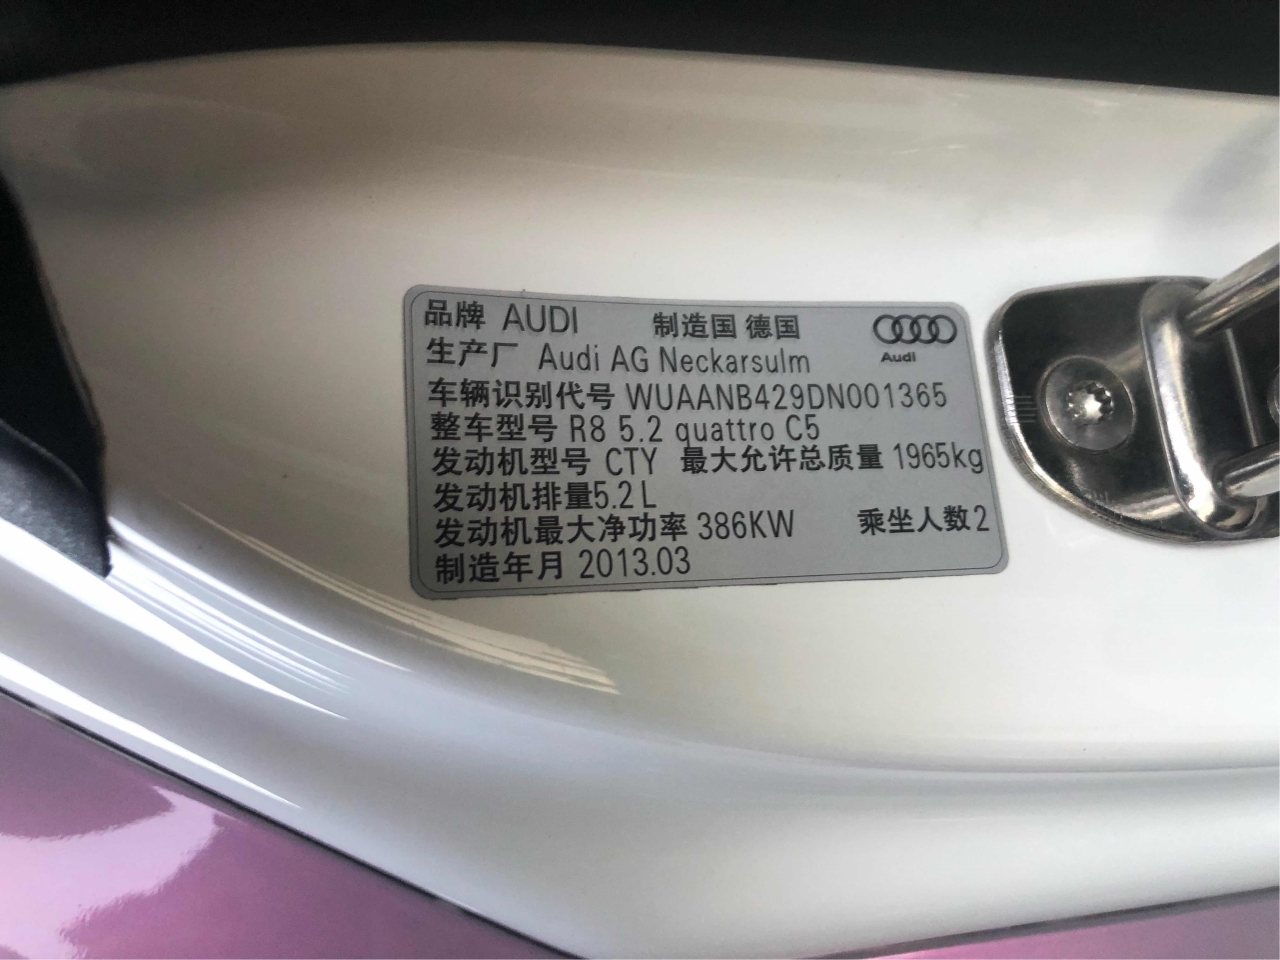 品牌 AUDI 制造国 德国
Audi
生产厂 Audi AG Neckarsulm
车辆识别代号 WUAANB429DN001365
整车型号 R8 5.2 quattro C5
发动机型号 CTY 最大允许总质量 1965kg
发动机排量5.2L
发动机最大净功率 386KW 乘坐人数2
制造年月 2013.03